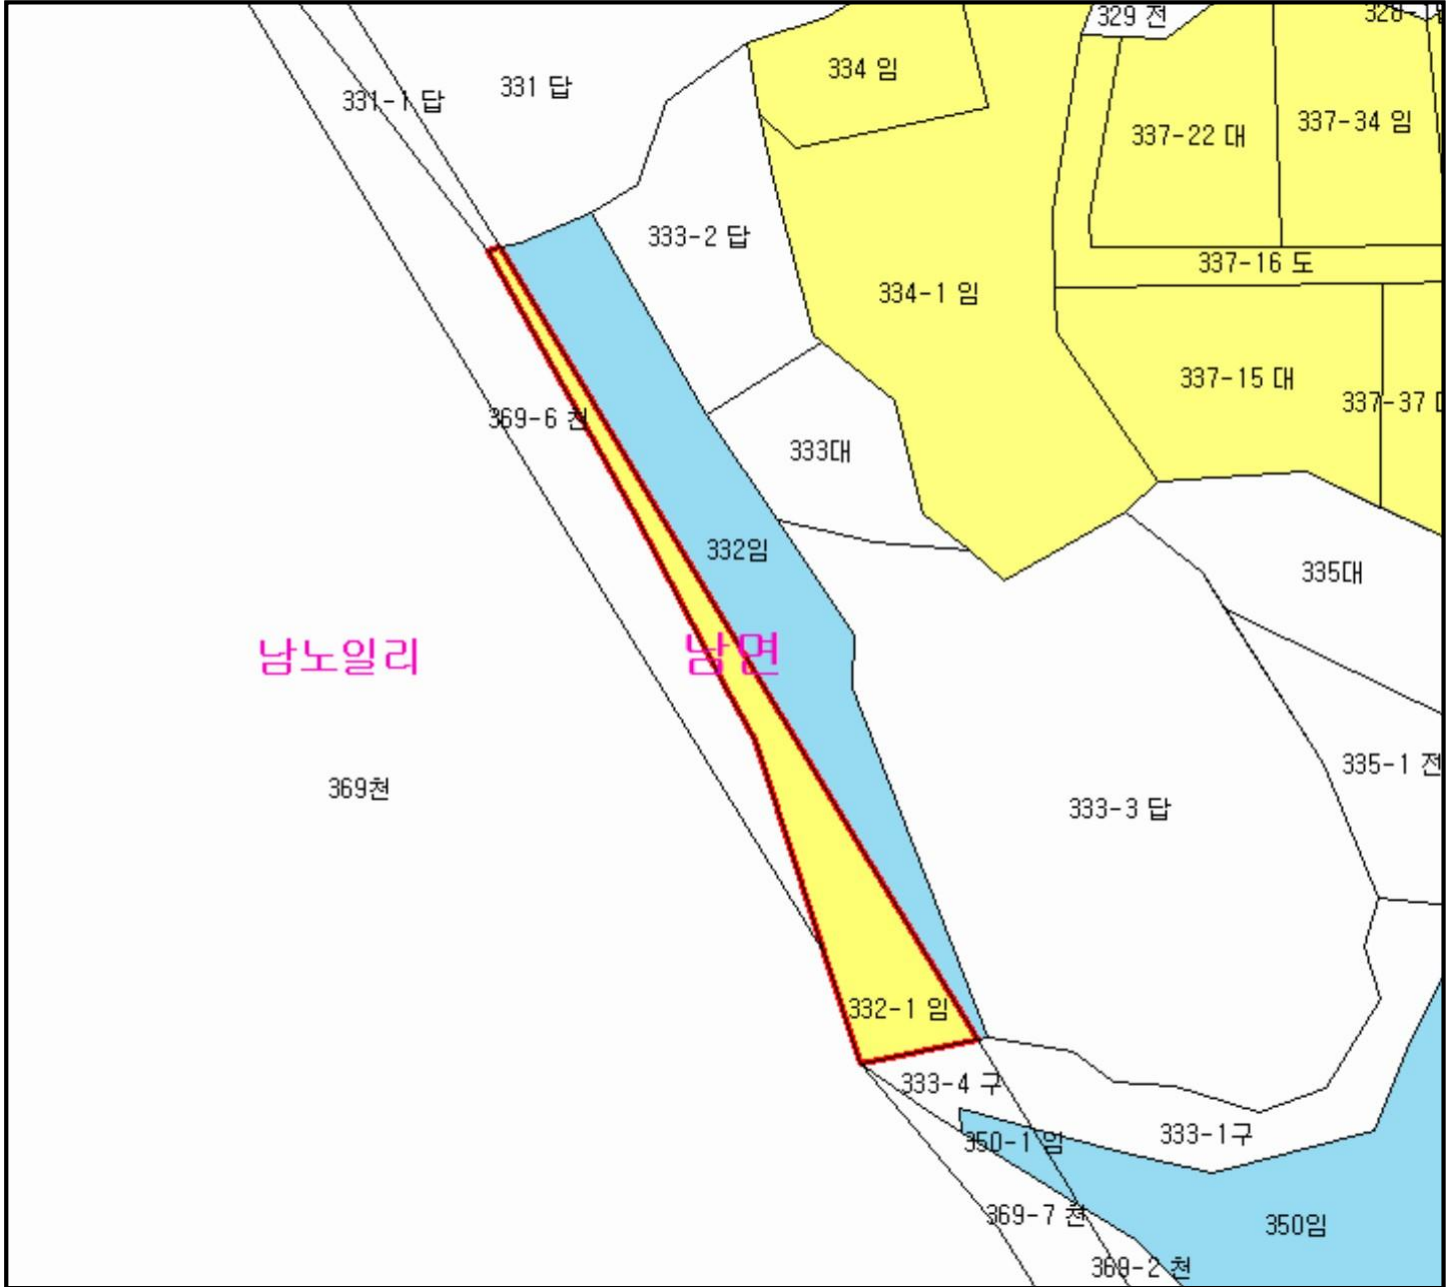 329 전
331-1 답
331 답
334 임
337-22 대
337-34 임
333-2 답
334-1 임
337-16 도
337-15 대
337-37
369-6 천
333대
332임
335대
남노일리
남면
369천
335-1 전
333-3 답
332-1 임
333-4 구
350-1 임
333-1구
369-7 천
350임
369-2 천